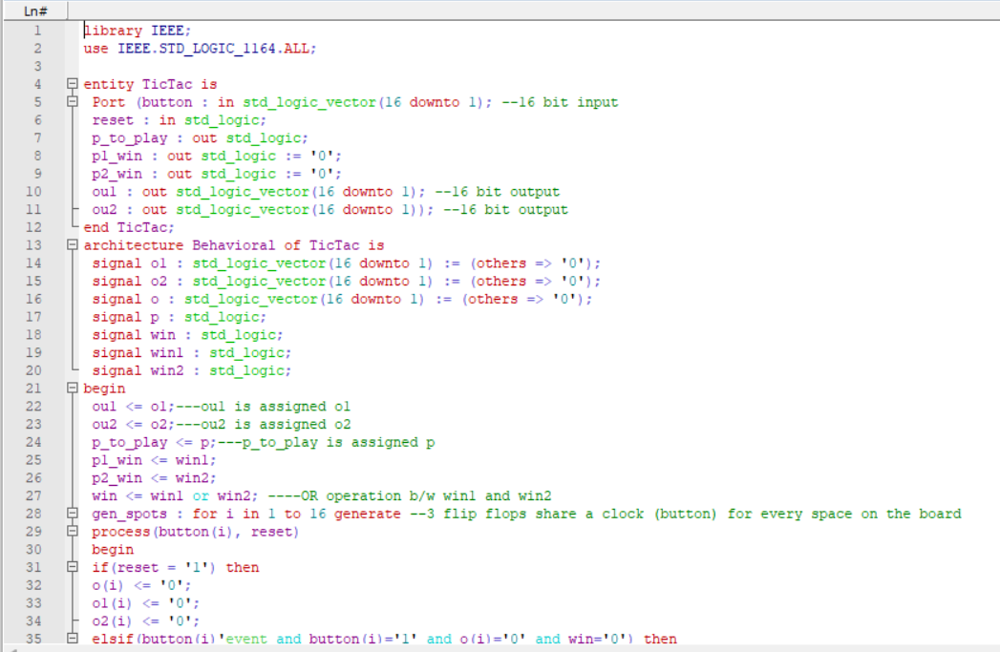 Ln#
1 library IEEE;
2 use IEEE.STD_LOGIC_1164.ALL;
3
4 entity TicTac is
5 Port (button : in std_logic_vector(16 downto 1); --16 bit input
6 reset : in std_logic;
7 p_to_play : out std_logic;
8 p1_win : out std_logic := '0';
9 p2_win : out std_logic := '0';
10 ou1 : out std_logic_vector(16 downto 1); --16 bit output
11 ou2 : out std_logic_vector(16 downto 1)); --16 bit output
12 end TicTac;
13 architecture Behavioral of TicTac is
14 signal o1 : std_logic_vector(16 downto 1) := (others => '0');
15 signal o2 : std_logic_vector(16 downto 1) := (others => '0');
16 signal o : std_logic_vector(16 downto 1) := (others => '0');
17 signal p : std_logic;
18 signal win : std_logic;
19 signal win1 : std_logic;
20 signal win2 : std_logic;
21 begin
22 ou1 <= o1;---ou1 is assigned o1
23 ou2 <= o2;---ou2 is assigned o2
24 p_to_play <= p;---p_to_play is assigned p
25 p1_win <= win1;
26 p2_win <= win2;
27 win <= win1 or win2; ----OR operation b/w win1 and win2
28 gen_spots : for i in 1 to 16 generate --3 flip flops share a clock (button) for every space on the board
29 process(button(i), reset)
30 begin
31 if(reset = '1') then
32 o(i) <= '0';
33 o1(i) <= '0';
34 o2(i) <= '0';
35 elsif(button(i)'event and button(i)='1' and o(i)='0' and win='0') then